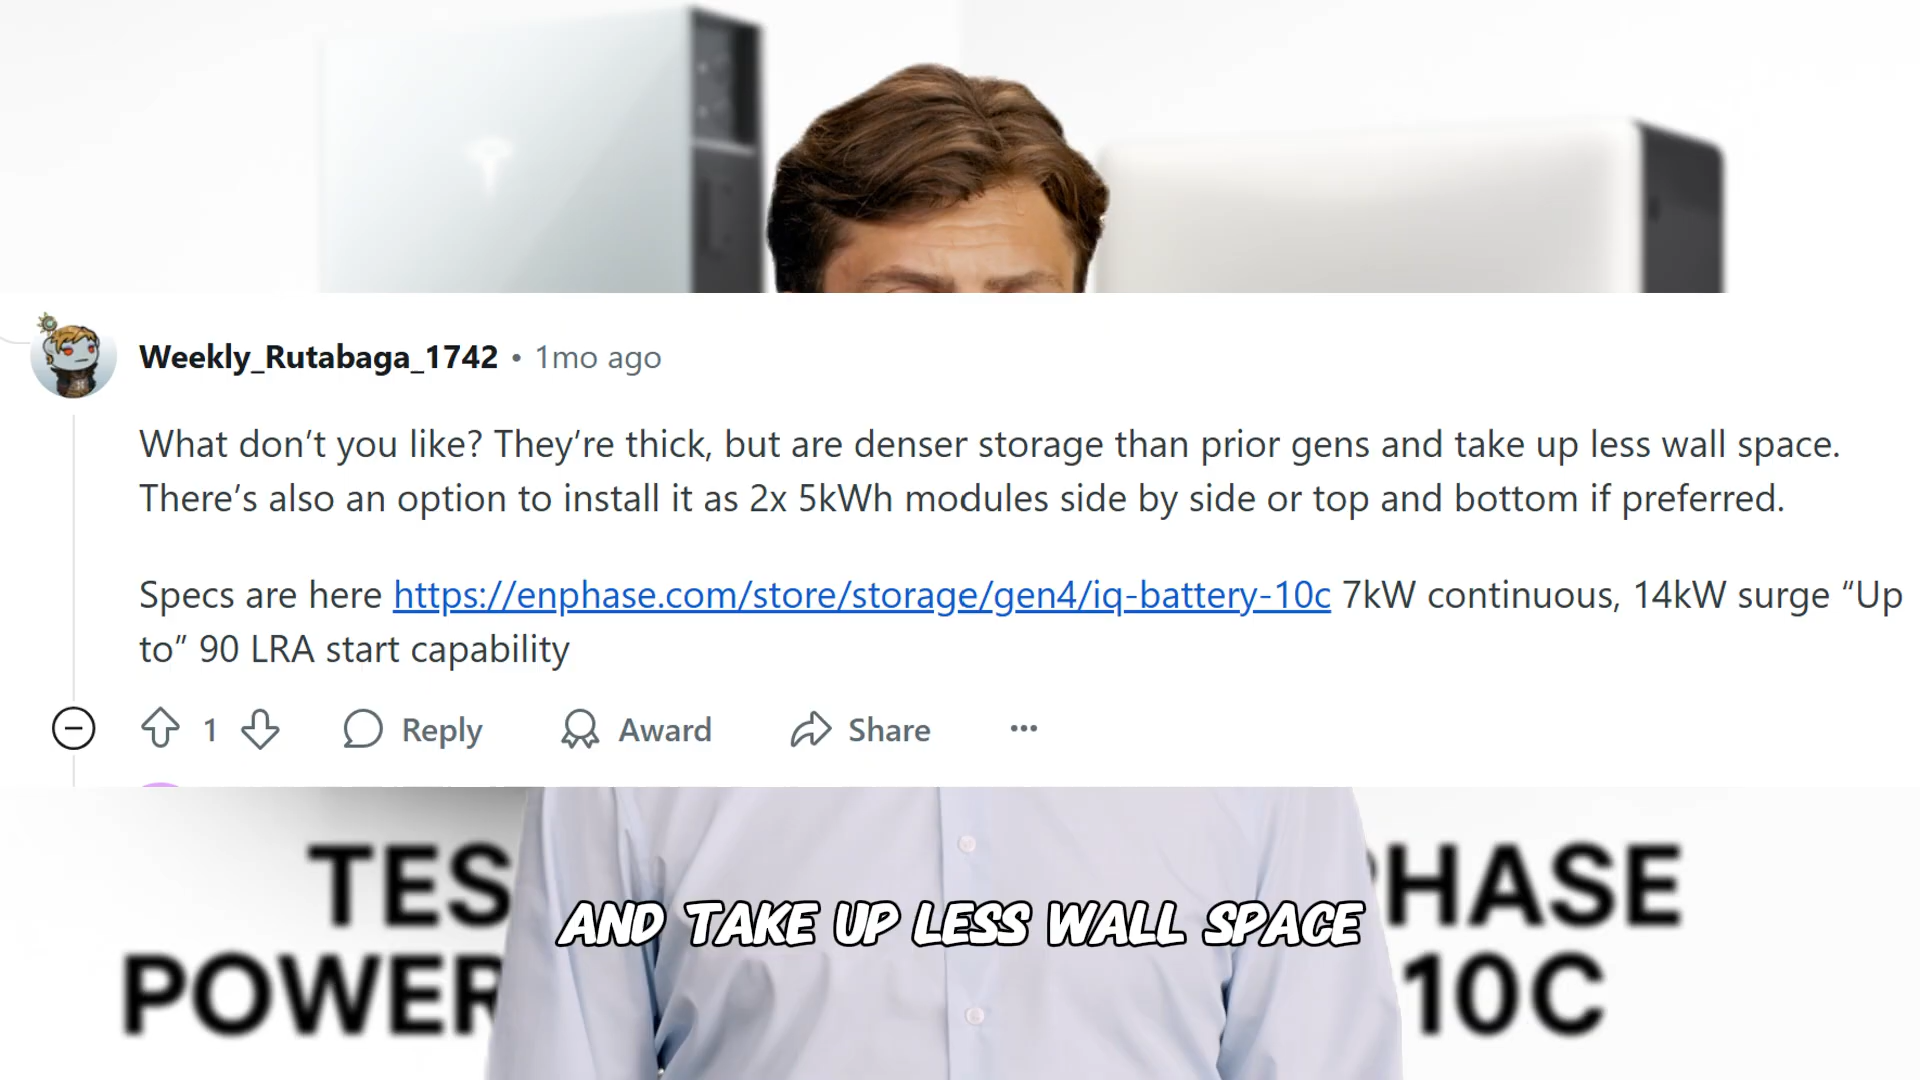 Weekly_Rutabaga_1742 • 1mo ago
What don’t you like? They’re thick, but are denser storage than prior gens and take up less wall space.
There’s also an option to install it as 2x 5kWh modules side by side or top and bottom if preferred.
Specs are here https://enphase.com/store/storage/gen4/iq-battery-10c 7kW continuous, 14kW surge “Up
to” 90 LRA start capability
1 Reply Award Share ...
TES
PHASE
AND TAKE UP LESS WALL SPACE
POWER
10C